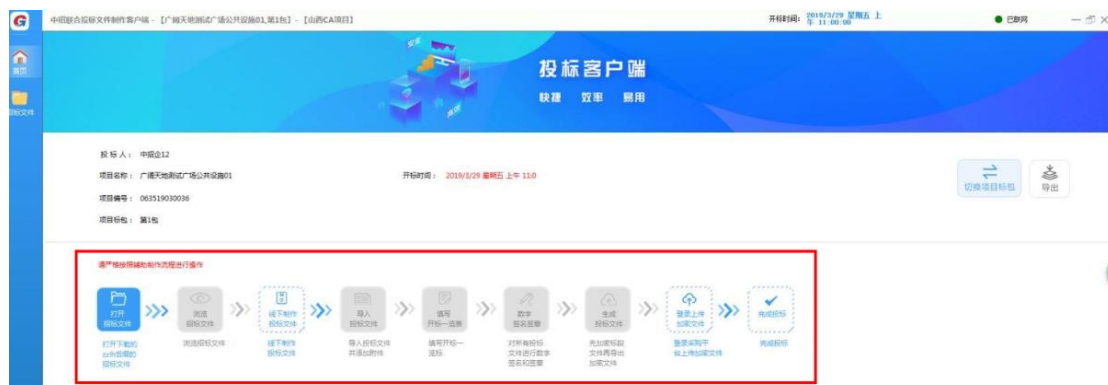 中招联合投标文件制作客户端 - 【广阔天地测试广场公共设施01,第1包】 - 【山西CA项目】
开标时间: 2019/3/29 星期五 上午 11:00:00
已联网
首页
招标文件
投标客户端
快捷 效率 易用
投 标 人: 中招企12
项目名称: 广阔天地测试广场公共设施01
开标时间: 2019/3/29 星期五 上午 11:0
项目编号: 063519030036
项目标包: 第1包
切换项目标包
导出
请严格按照辅助制作流程进行操作
打开
招标文件
浏览
招标文件
线下制作
投标文件
导入
投标文件
填写
开标一览表
数字
签名签章
生成
投标文件
登录上传
加密文件
完成投标
打开下载的
zzlh后缀的
招标文件
浏览招标文件
线下制作
投标文件
导入投标文件
并添加附件
填写开标一
览标
对所有投标
文件进行数字
签名和签章
先加密标段
文件再导出
加密文件
登录采购平
台上传加密文件
完成投标